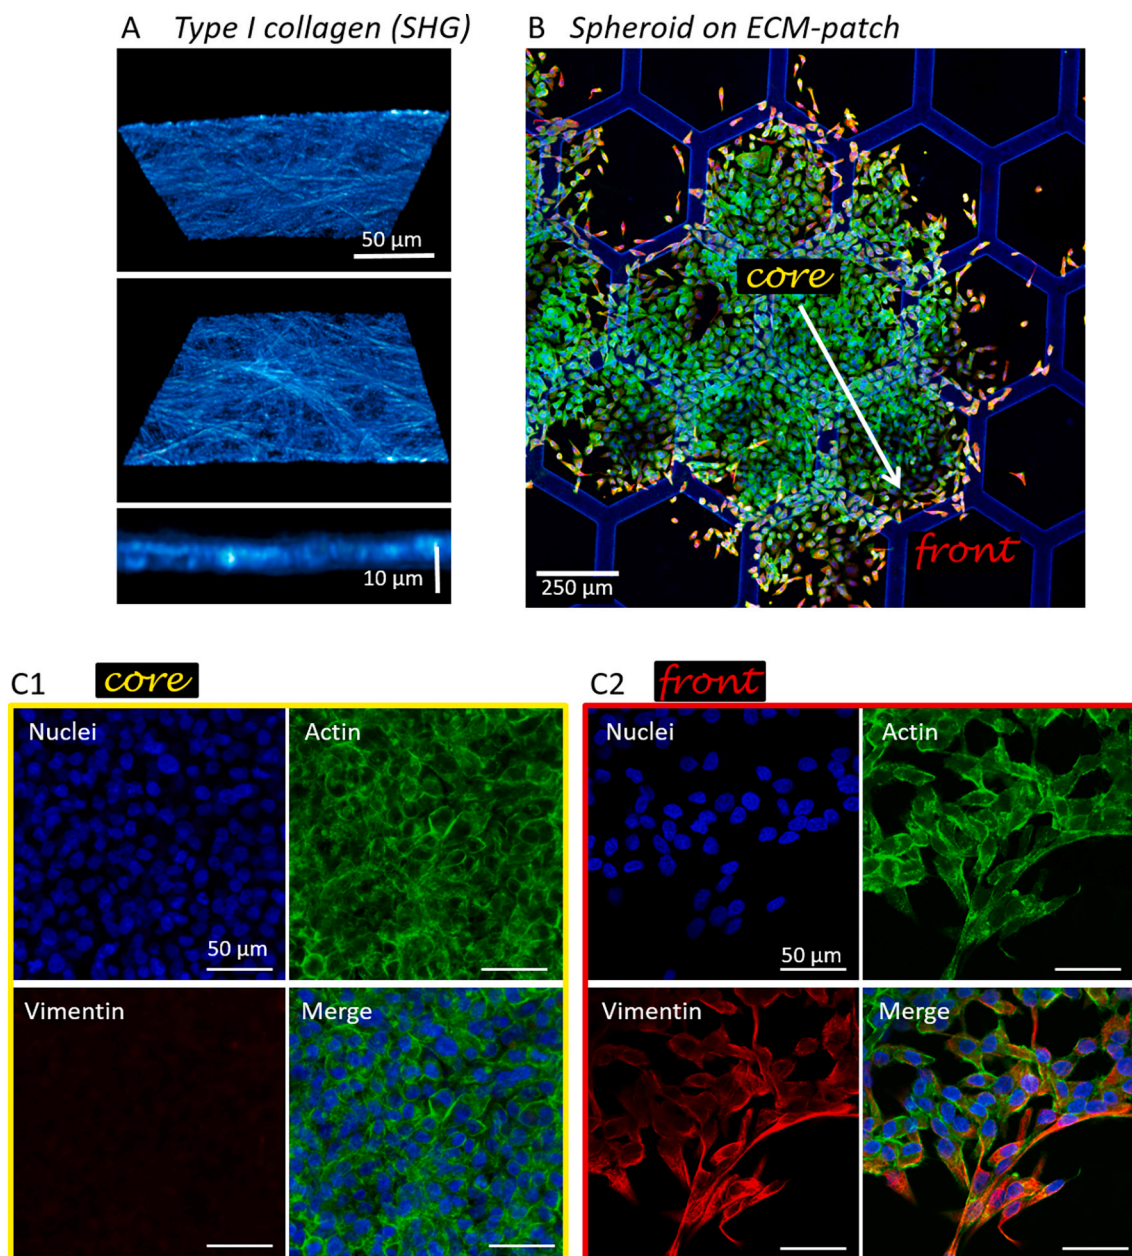 A Type I collagen (SHG)
50 µm
10 µm
B Spheroid on ECM-patch
core
front
250 µm
C1 core
Nuclei
Actin
50 µm
Vimentin
Merge
C2 front
Nuclei
Actin
50 µm
Vimentin
Merge